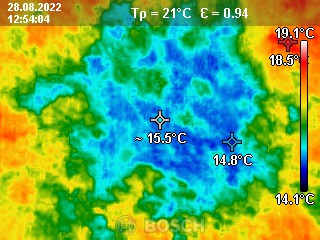 28.08.2022
12:54:04
Tρ = 21°C ε = 0.94
19.1°C
18.5°
~ 15.5°C
14.8°C
14.1°C
BOSCH